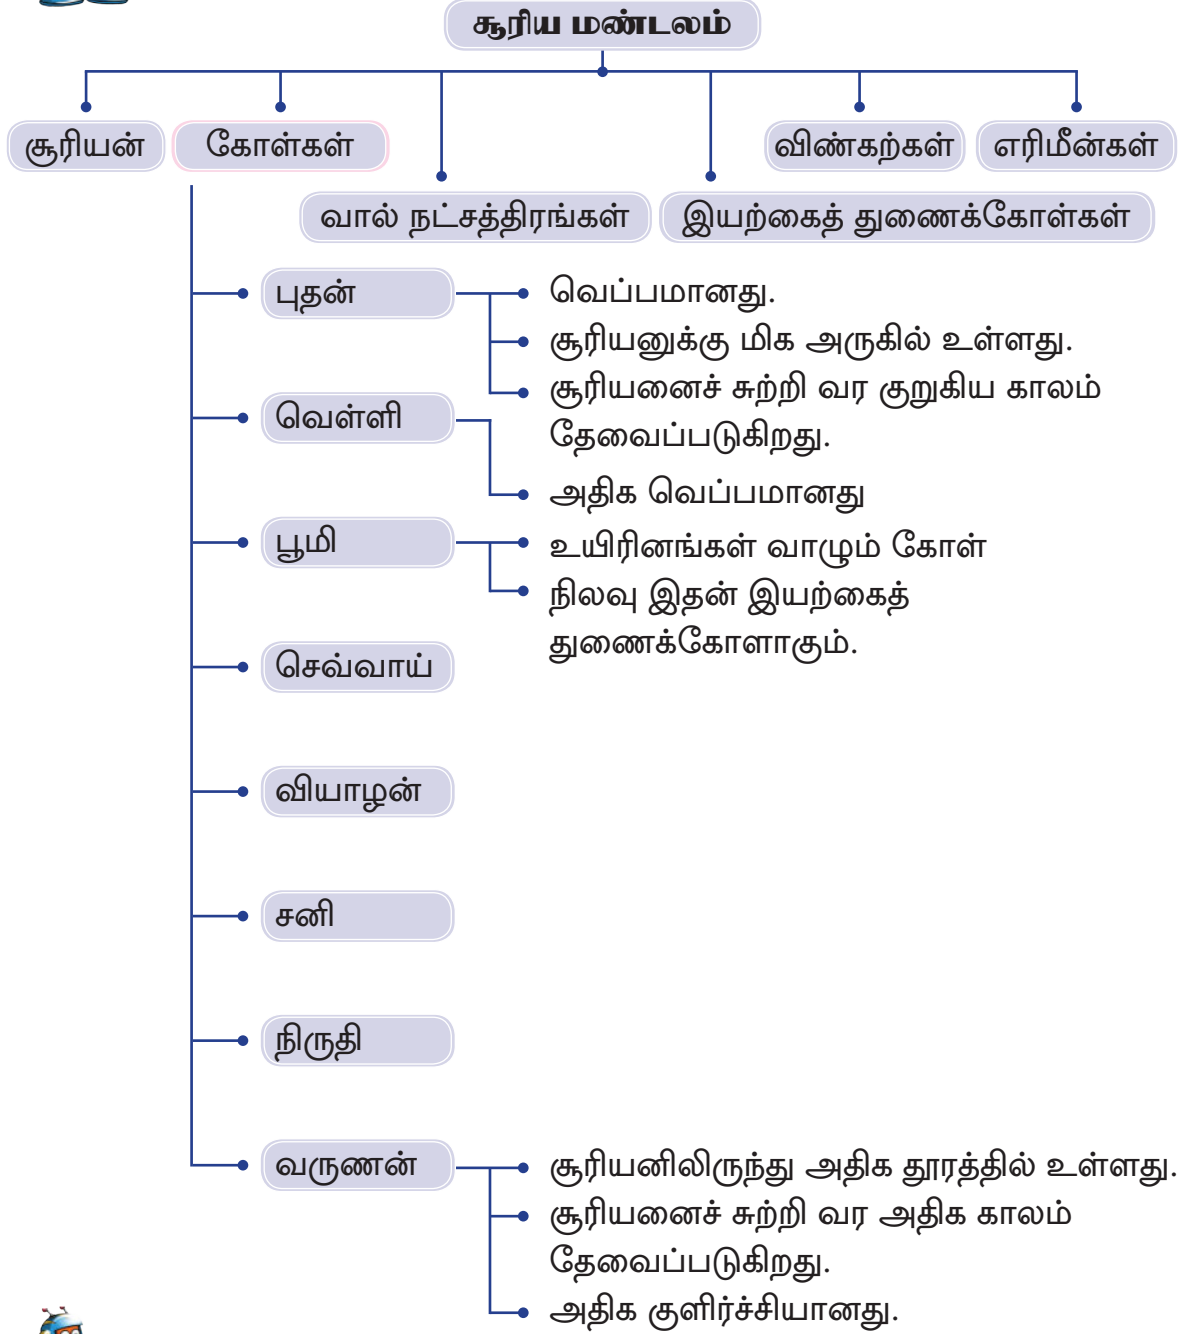 சூரிய மண்டலம்
சூரியன்
கோள்கள்
விண்கற்கள்
எரிமீன்கள்
வால் நட்சத்திரங்கள்
இயற்கைத் துணைக்கோள்கள்
புதன்
வெப்பமானது.
சூரியனுக்கு மிக அருகில் உள்ளது.
சூரியனைச் சுற்றி வர குறுகிய காலம்
தேவைப்படுகிறது.
வெள்ளி
அதிக வெப்பமானது
பூமி
உயிரினங்கள் வாழும் கோள்
நிலவு இதன் இயற்கைத்
துணைக்கோளாகும்.
செவ்வாய்
வியாழன்
சனி
நிருதி
வருணன்
சூரியனிலிருந்து அதிக தூரத்தில் உள்ளது.
சூரியனைச் சுற்றி வர அதிக காலம்
தேவைப்படுகிறது.
அதிக குளிர்ச்சியானது.